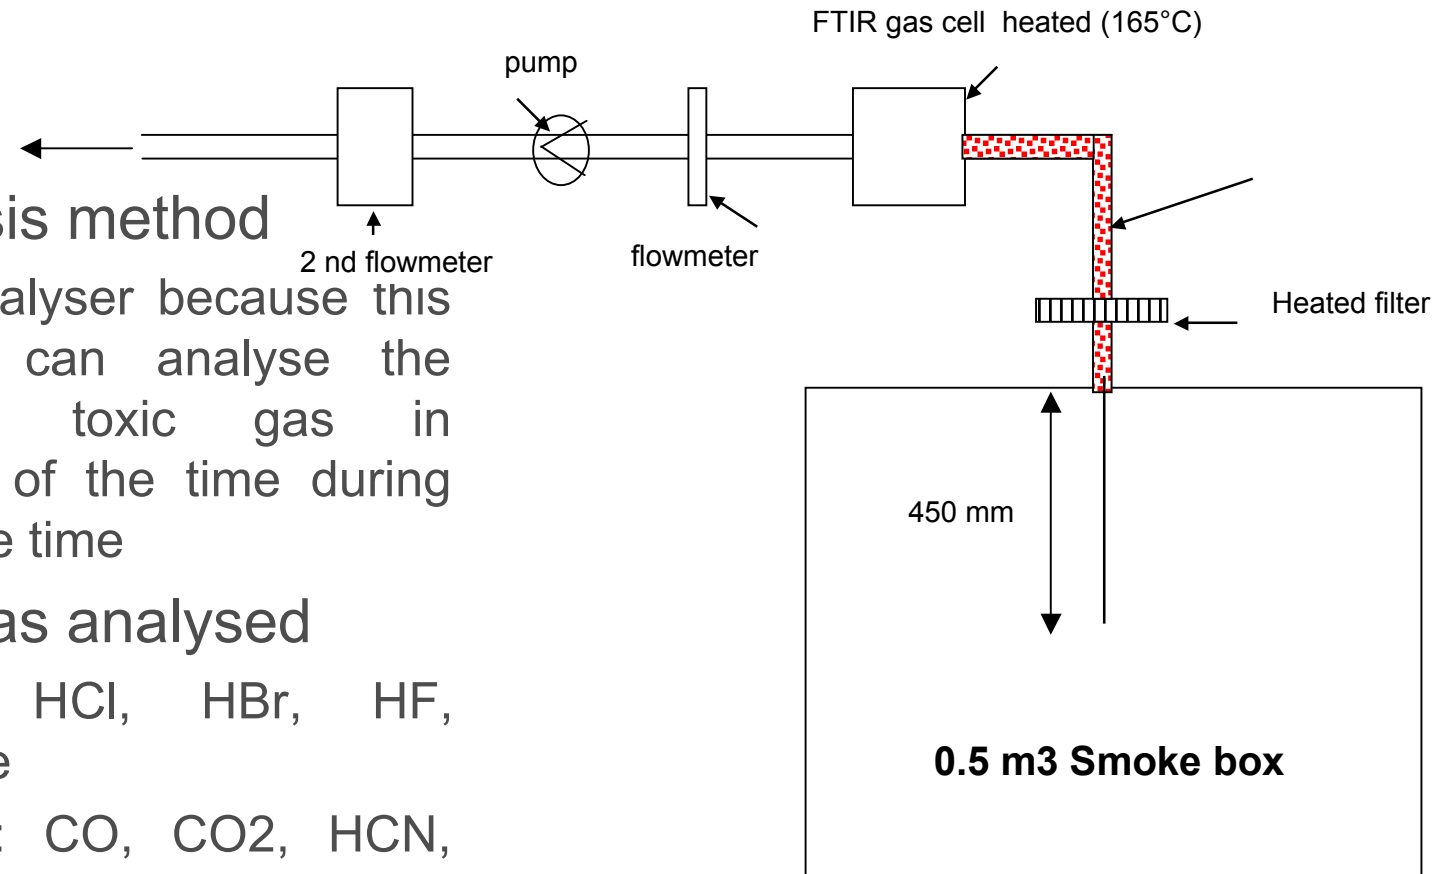 FTIR gas cell heated (165°C)
pump
2 nd flowmeter
flowmeter
Heated filter
450 mm
0.5 m3 Smoke box
sis method
alyser because this
can analyse the
toxic gas in
of the time during
e time
as analysed
HCl, HBr, HF,
e
: CO, CO2, HCN,